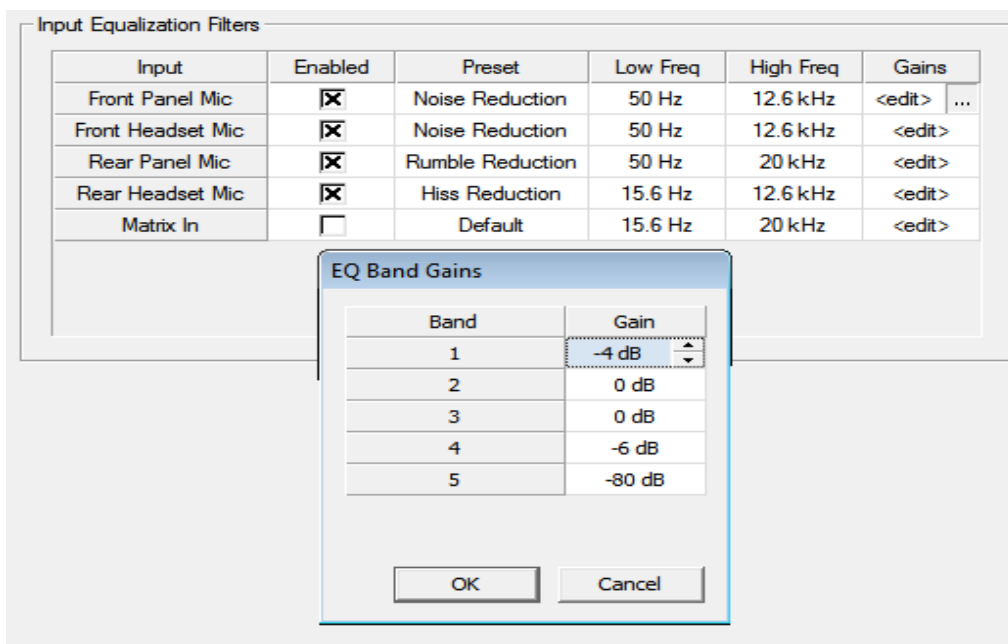 Input Equalization Filters
Input Enabled Preset Low Freq High Freq Gains
Front Panel Mic Noise Reduction 50 Hz 12.6 kHz <edit> ...
Front Headset Mic Noise Reduction 50 Hz 12.6 kHz <edit>
Rear Panel Mic Rumble Reduction 50 Hz 20 kHz <edit>
Rear Headset Mic Hiss Reduction 15.6 Hz 12.6 kHz <edit>
Matrix In Default 15.6 Hz 20 kHz <edit>
EQ Band Gains
Band Gain
1 -4 dB
2 0 dB
3 0 dB
4 -6 dB
5 -80 dB
OK Cancel